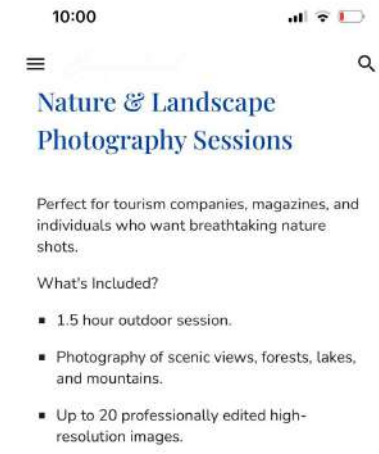 10:00
Nature & Landscape
Photography Sessions
Perfect for tourism companies, magazines, and
individuals who want breathtaking nature
shots.
What's Included?
▪ 1.5 hour outdoor session.
▪ Photography of scenic views, forests, lakes,
and mountains.
▪ Up to 20 professionally edited high-
resolution images.